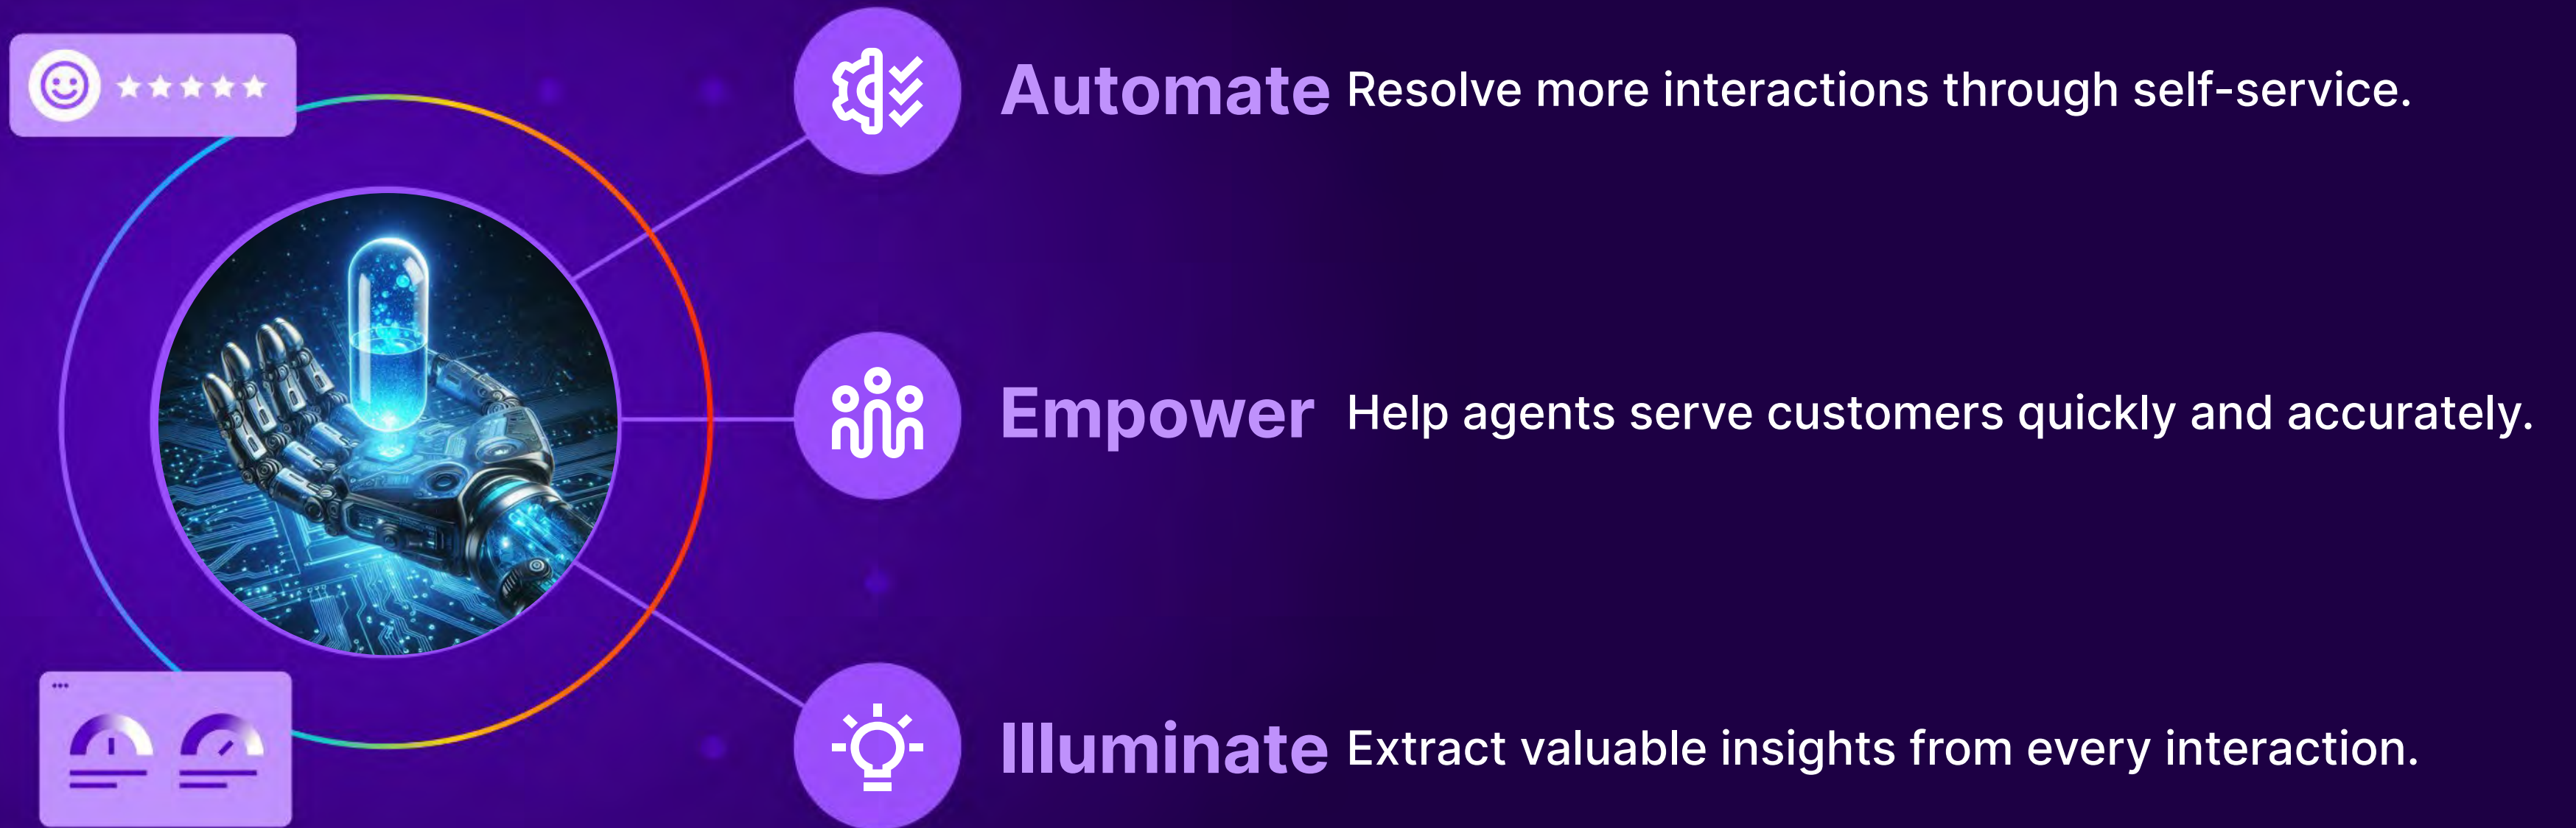 Automate Resolve more interactions through self-service.
Empower Help agents serve customers quickly and accurately.
Illuminate Extract valuable insights from every interaction.